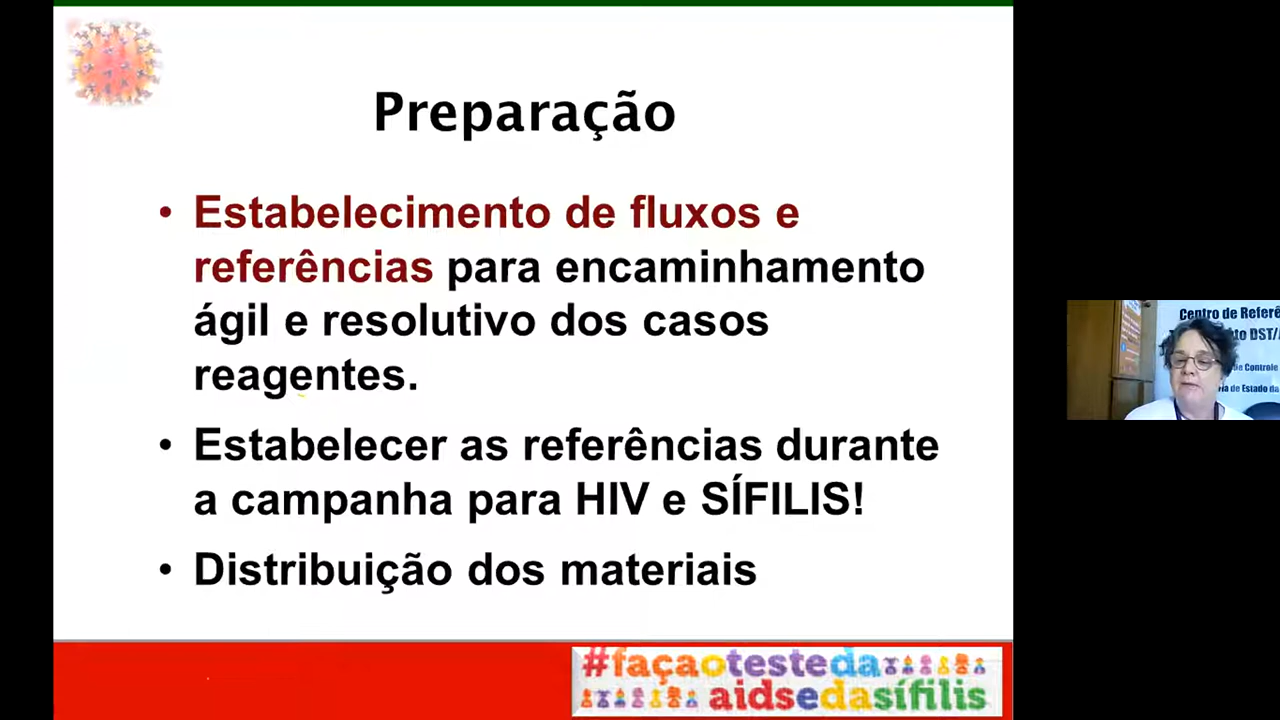 Preparação
• Estabelecimento de fluxos e
referências para encaminhamento
ágil e resolutivo dos casos
reagentes.
• Estabelecer as referências durante
a campanha para HIV e SÍFILIS!
• Distribuição dos materiais
#façaotesteda
aidsedasífilis
Centro de Referê
to DST/
de Controle
de Estado da